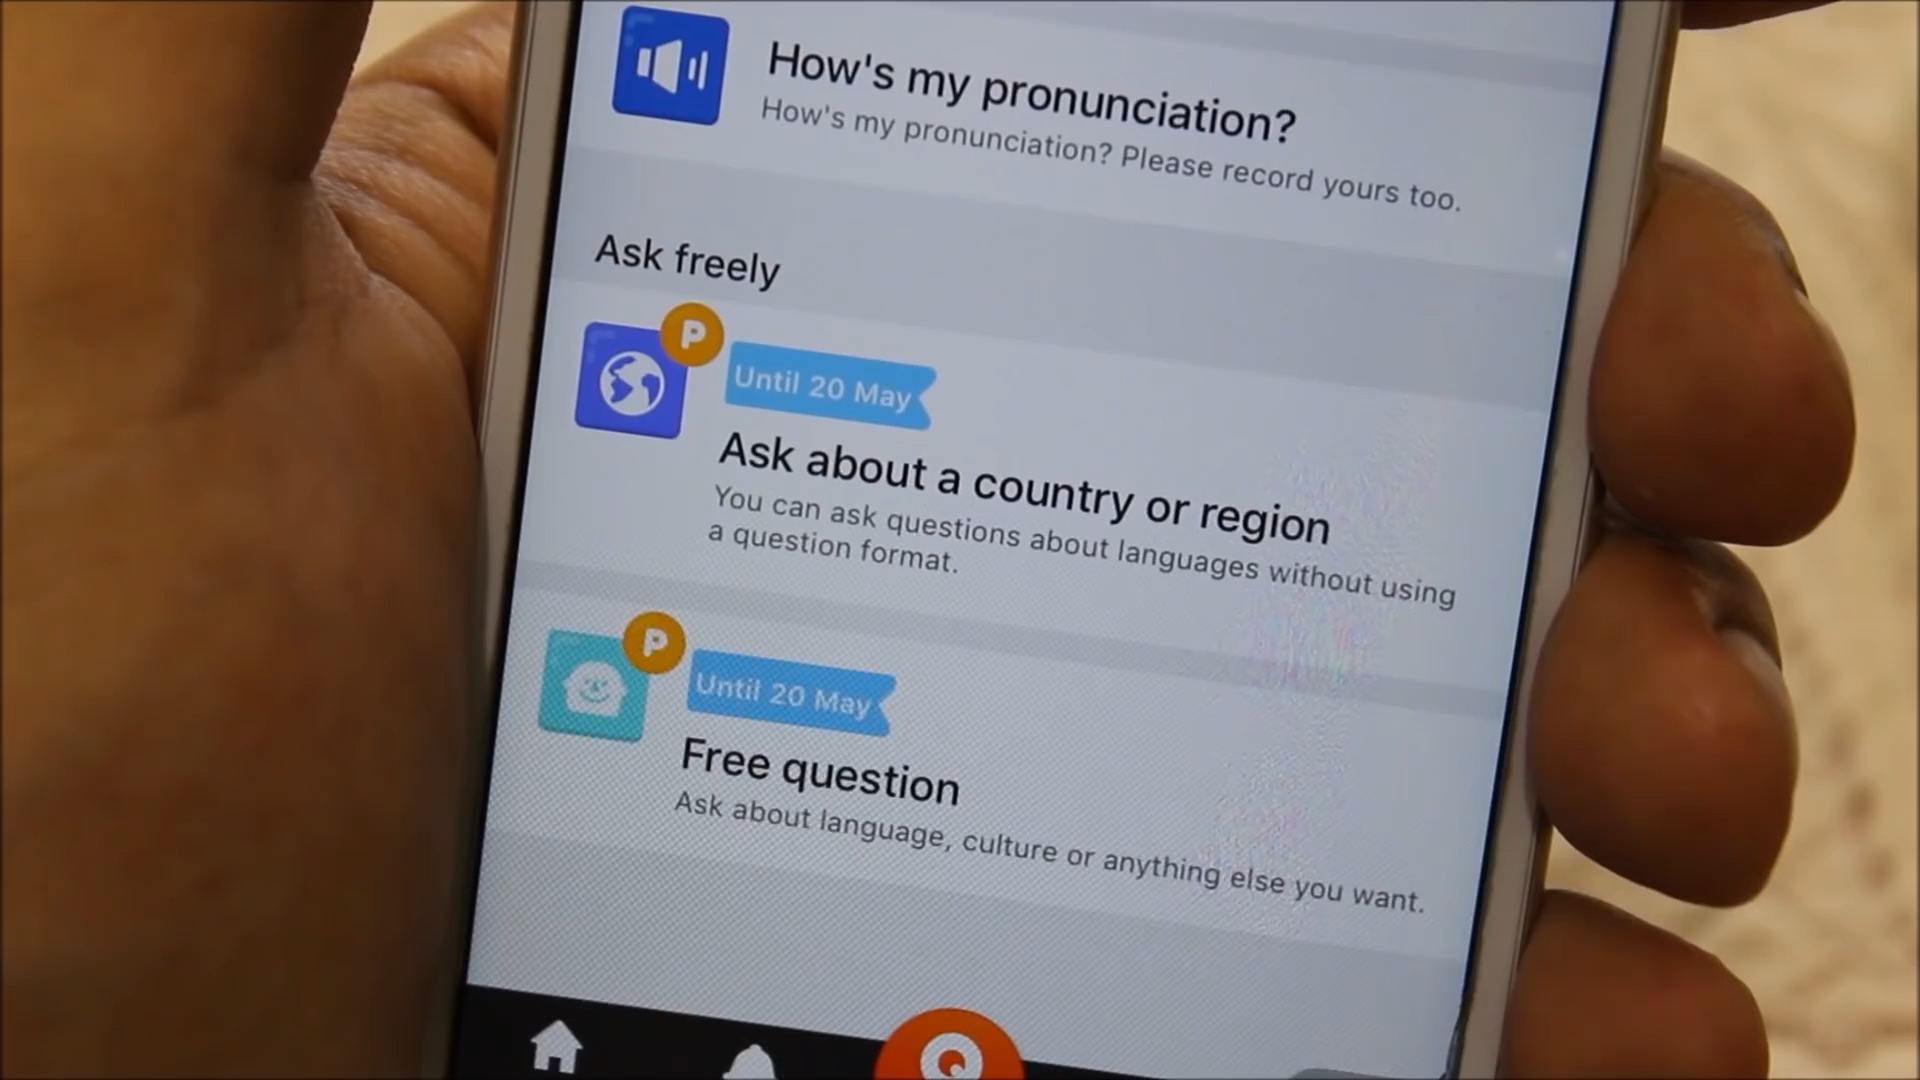 How's my pronunciation?
How's my pronunciation? Please record yours too.
Ask freely
P
Until 20 May
Ask about a country or region
You can ask questions about languages without using
a question format.
P
Until 20 May
Free question
Ask about language, culture or anything else you want.